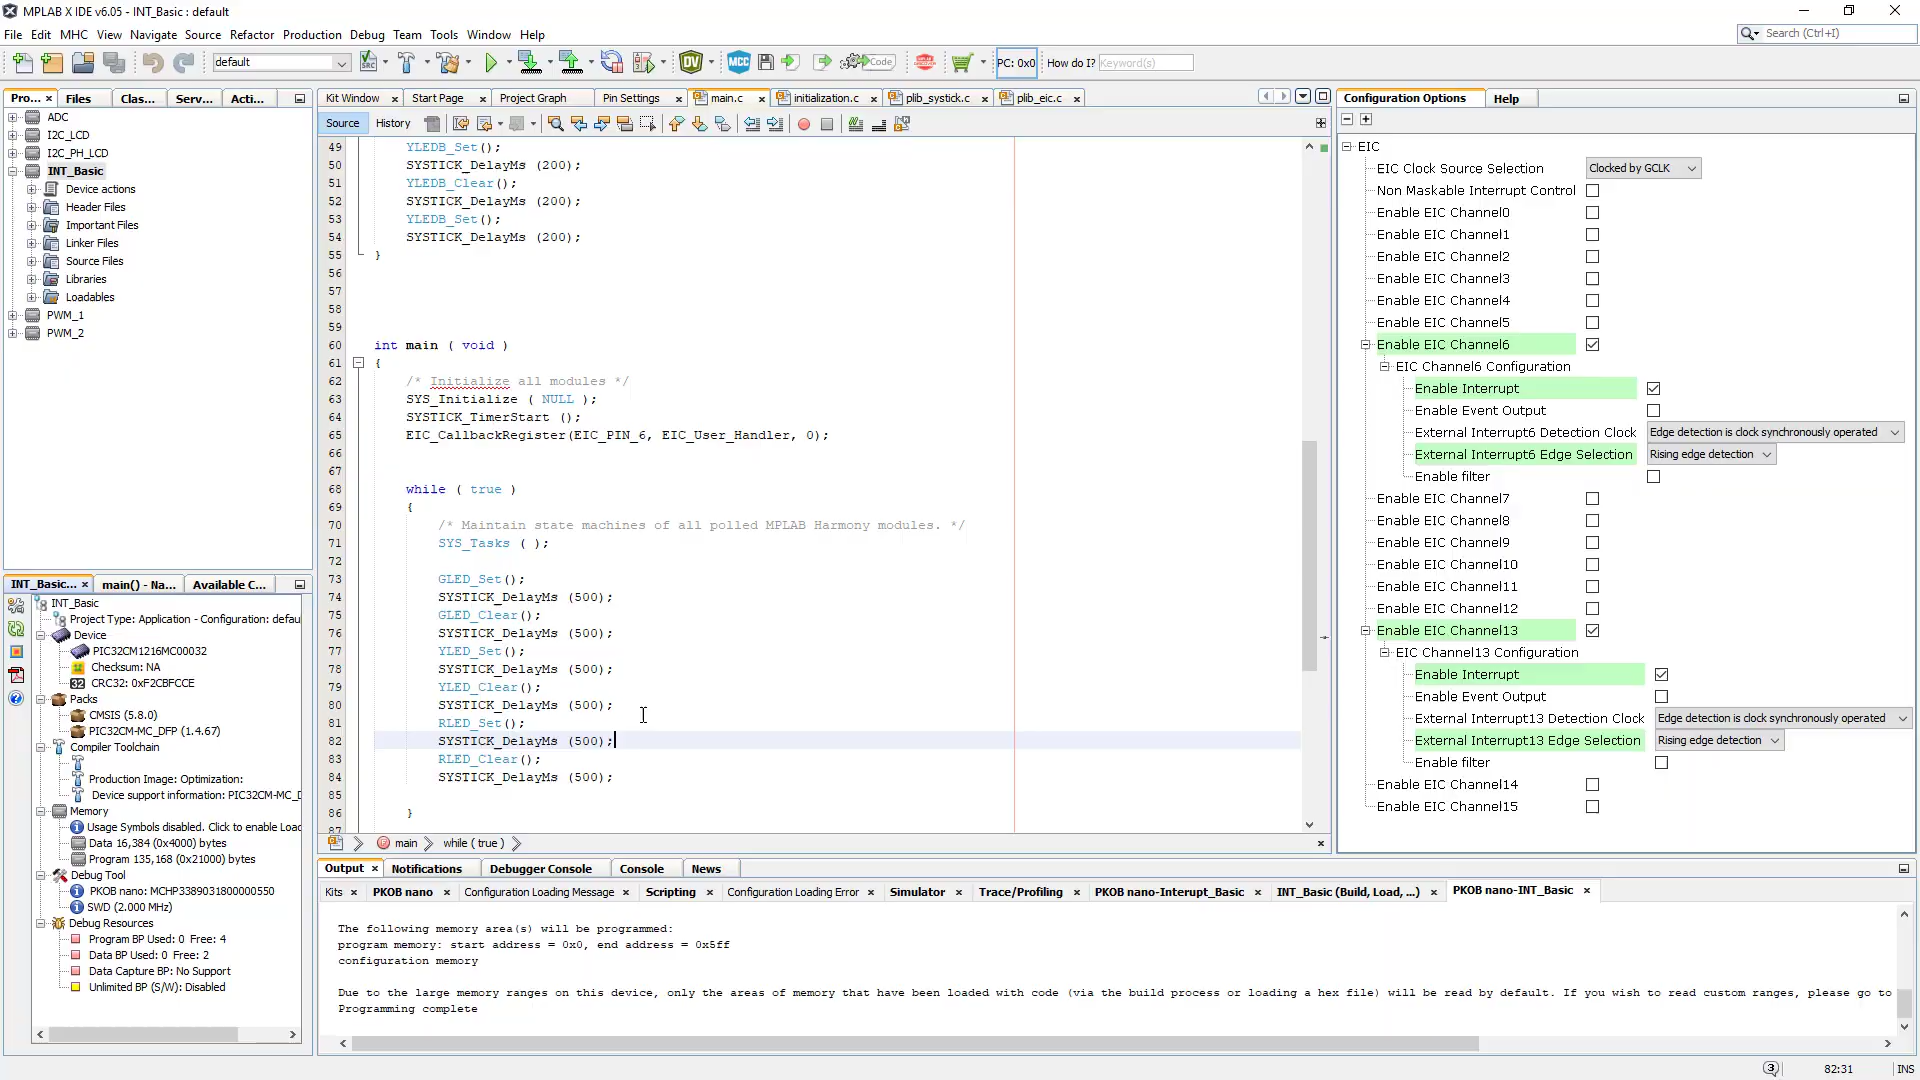 MPLAB X IDE v6.05 - INT_Basic : default
File Edit MHC View Navigate Source Refactor Production Debug Team Tools Window Help
Search (Ctrl+I)
default
PC: 0x0
How do I? Keyword(s)
Pro... Files Clas... Serv... Acti...
ADC
I2C_LCD
I2C_PH_LCD
INT_Basic
Device actions
Header Files
Important Files
Linker Files
Source Files
Libraries
Loadables
PWM_1
PWM_2
INT_Basic... main() - Na... Available C...
INT_Basic
Project Type: Application - Configuration: defau
Device
PIC32CM1216MC00032
Checksum: NA
CRC32: 0xF2CBFCCE
Packs
CMSIS (5.8.0)
PIC32CM-MC_DFP (1.4.67)
Compiler Toolchain
Production Image: Optimization:
Device support information: PIC32CM-MC_D
Memory
Usage Symbols disabled. Click to enable Load
Data 16,384 (0x4000) bytes
Program 135,168 (0x21000) bytes
Debug Tool
PKOB nano: MCHP3389031800000550
SWD (2.000 MHz)
Debug Resources
Program BP Used: 0 Free: 4
Data BP Used: 0 Free: 2
Data Capture BP: No Support
Unlimited BP (S/W): Disabled
Kit Window Start Page Project Graph Pin Settings main.c initialization.c plib_systick.c plib_eic.c
Source History
49 YLEDB_Set();
50 SYSTICK_DelayMs (200);
51 YLEDB_Clear();
52 SYSTICK_DelayMs (200);
53 YLEDB_Set();
54 SYSTICK_DelayMs (200);
55 }
56
57
58
59
60 int main ( void )
61 {
62 /* Initialize all modules */
63 SYS_Initialize ( NULL );
64 SYSTICK_TimerStart ();
65 EIC_CallbackRegister(EIC_PIN_6, EIC_User_Handler, 0);
66
67
68 while ( true )
69 {
70 /* Maintain state machines of all polled MPLAB Harmony modules. */
71 SYS_Tasks ( );
72
73 GLED_Set();
74 SYSTICK_DelayMs (500);
75 GLED_Clear();
76 SYSTICK_DelayMs (500);
77 YLED_Set();
78 SYSTICK_DelayMs (500);
79 YLED_Clear();
80 SYSTICK_DelayMs (500);
81 RLED_Set();
82 SYSTICK_DelayMs (500);
83 RLED_Clear();
84 SYSTICK_DelayMs (500);
85
86 }
87
main while ( true )
Configuration Options Help
EIC
EIC Clock Source Selection Clocked by GCLK
Non Maskable Interrupt Control
Enable EIC Channel0
Enable EIC Channel1
Enable EIC Channel2
Enable EIC Channel3
Enable EIC Channel4
Enable EIC Channel5
Enable EIC Channel6
EIC Channel6 Configuration
Enable Interrupt
Enable Event Output
External Interrupt6 Detection Clock Edge detection is clock synchronously operated
External Interrupt6 Edge Selection Rising edge detection
Enable filter
Enable EIC Channel7
Enable EIC Channel8
Enable EIC Channel9
Enable EIC Channel10
Enable EIC Channel11
Enable EIC Channel12
Enable EIC Channel13
EIC Channel13 Configuration
Enable Interrupt
Enable Event Output
External Interrupt13 Detection Clock Edge detection is clock synchronously operated
External Interrupt13 Edge Selection Rising edge detection
Enable filter
Enable EIC Channel14
Enable EIC Channel15
Output Notifications Debugger Console Console News
Kits PKOB nano Configuration Loading Message Scripting Configuration Loading Error Simulator Trace/Profiling PKOB nano-Interupt_Basic INT_Basic (Build, Load, ...) PKOB nano-INT_Basic
The following memory area(s) will be programmed:
program memory: start address = 0x0, end address = 0x5ff
configuration memory
Due to the large memory ranges on this device, only the areas of memory that have been loaded with code (via the build process or loading a hex file) will be read by default. If you wish to read custom ranges, please go to
Programming complete
3 82:31 INS